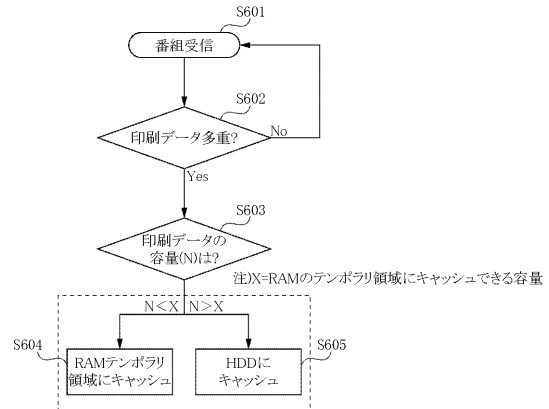 S601
番組受信
S602
印刷データ多重?
No
Yes
S603
印刷データの
容量(N)は?
注)X=RAMのテンポラリ領域にキャッシュできる容量
N<X
N>X
S604
RAMテンポラリ
領域にキャッシュ
HDDに
キャッシュ
S605